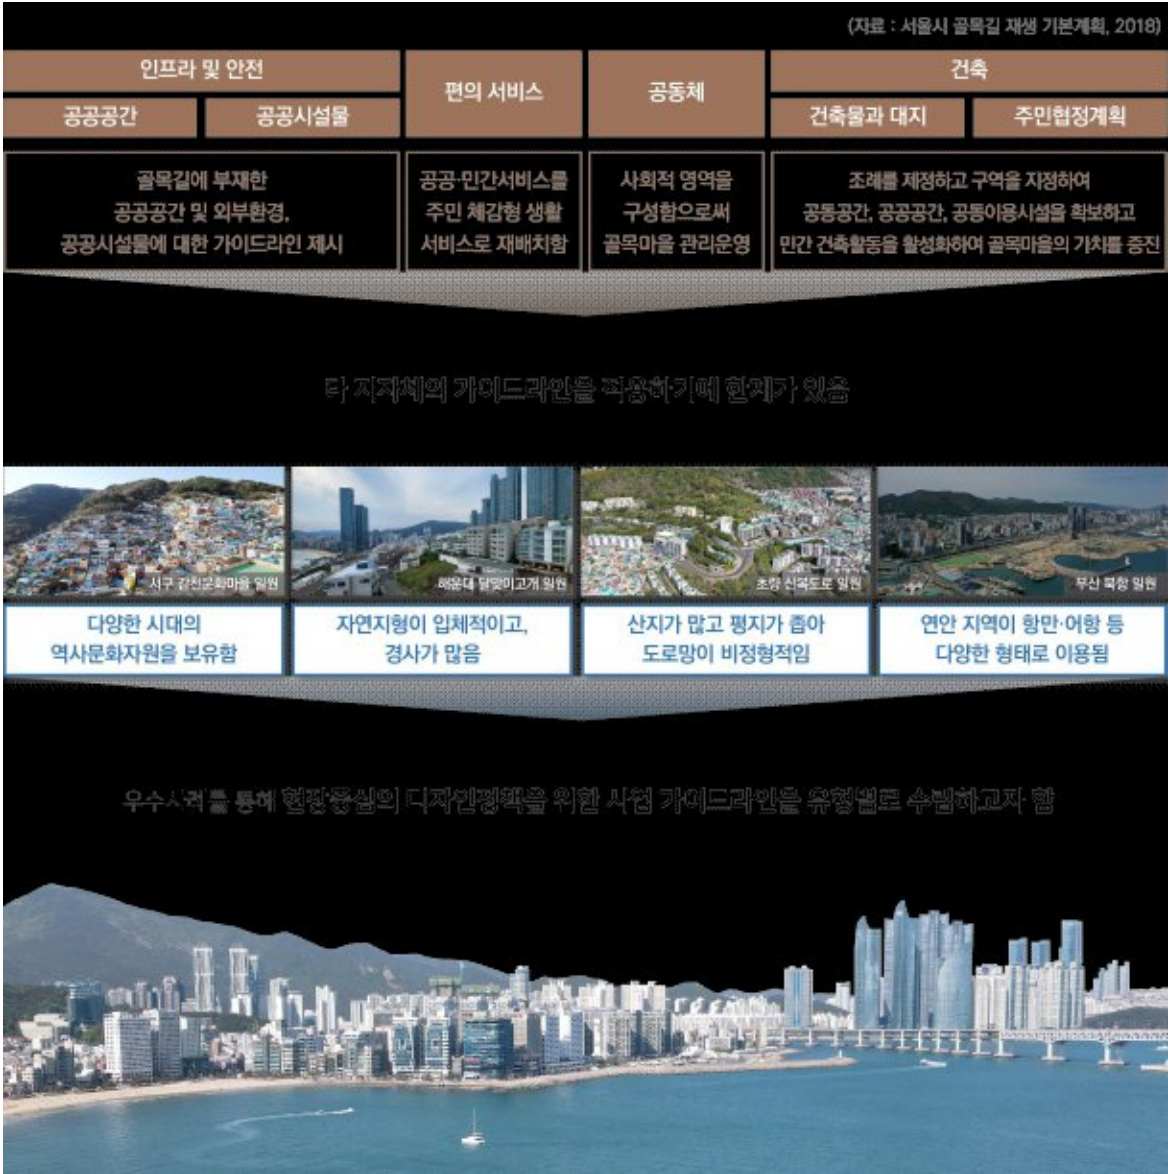 (자료 : 서울시 골목길 재생 기본계획, 2018)
인프라 및 안전
편의 서비스
공동체
건축
공공공간
공공시설물
건축물과 대지
주민협정계획
골목길에 부재한
공공공간 및 외부환경,
공공시설물에 대한 가이드라인 제시
공공·민간서비스를
주민 체감형 생활
서비스로 재배치함
사회적 영역을
구성함으로써
골목마을 관리운영
조례를 제정하고 구역을 지정하여
공동공간, 공공공간, 공동이용시설을 확보하고
민간 건축활동을 활성화하여 골목마을의 가치를 증진
타 지자체의 가이드라인을 적용하기에 한계가 있음
서구 감천문화마을 일원
해운대 달맞이고개 일원
초량 산복도로 일원
부산 북항 일원
다양한 시대의
역사문화자원을 보유함
자연지형이 입체적이고,
경사가 많음
산지가 많고 평지가 좁아
도로망이 비정형적임
연안 지역이 항만·어항 등
다양한 형태로 이용됨
우수사례를 통해 현장중심의 디자인정책을 위한 사업 가이드라인을 유형별로 수립하고자 함